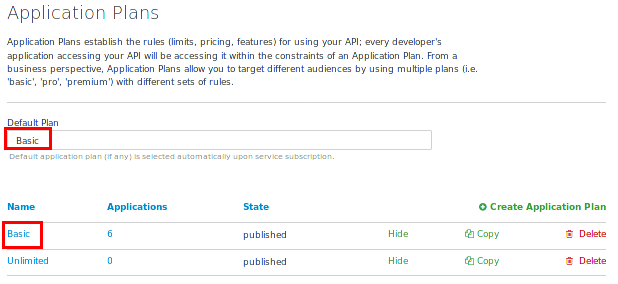 Application Plans
Application Plans establish the rules (limits, pricing, features) for using your API; every developer's
application accessing your API will be accessing it within the constraints of an Application Plan. From a
business perspective, Application Plans allow you to target different audiences by using multiple plans (i.e.
'basic', 'pro', 'premium') with different sets of rules.
Default Plan
Basic
Default application plan (if any) is selected automatically upon service subscription.
Name Applications State Create Application Plan
Basic 6 published Hide Copy Delete
Unlimited 0 published Hide Copy Delete